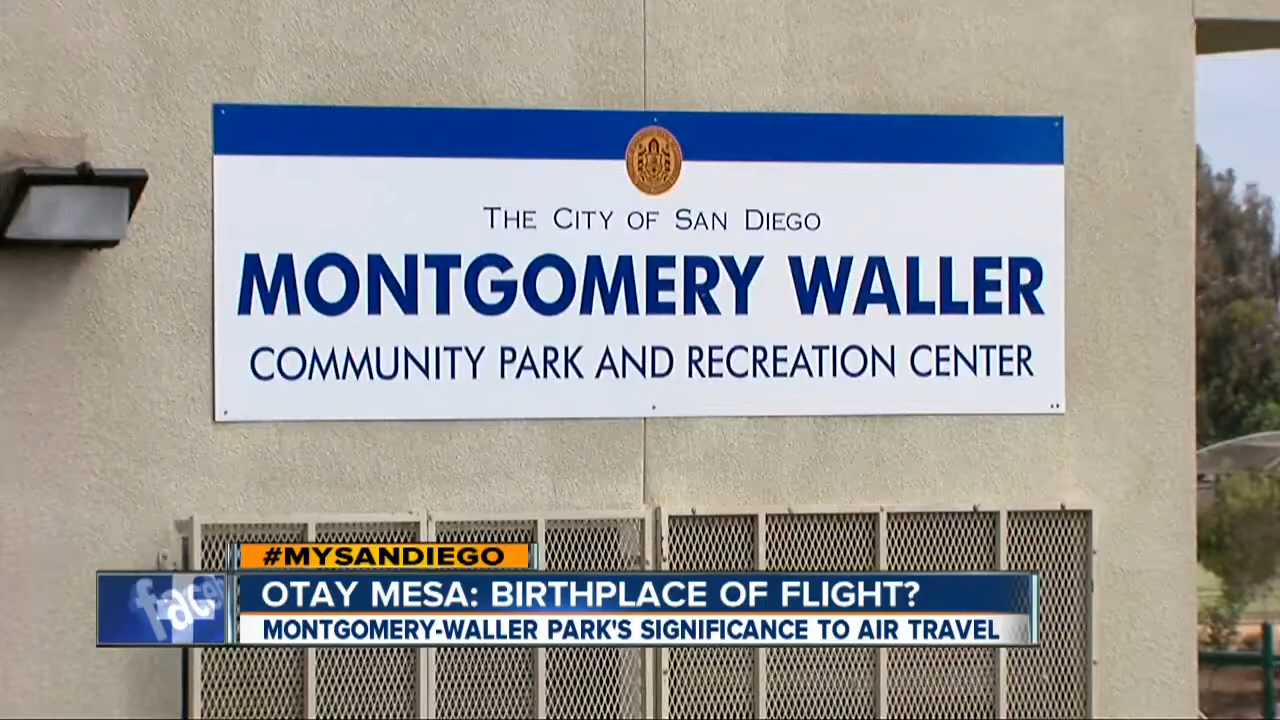 THE CITY OF SAN DIEGO
MONTGOMERY WALLER
COMMUNITY PARK AND RECREATION CENTER
#MYSANDIEGO
OTAY MESA: BIRTHPLACE OF FLIGHT?
MONTGOMERY-WALLER PARK'S SIGNIFICANCE TO AIR TRAVEL